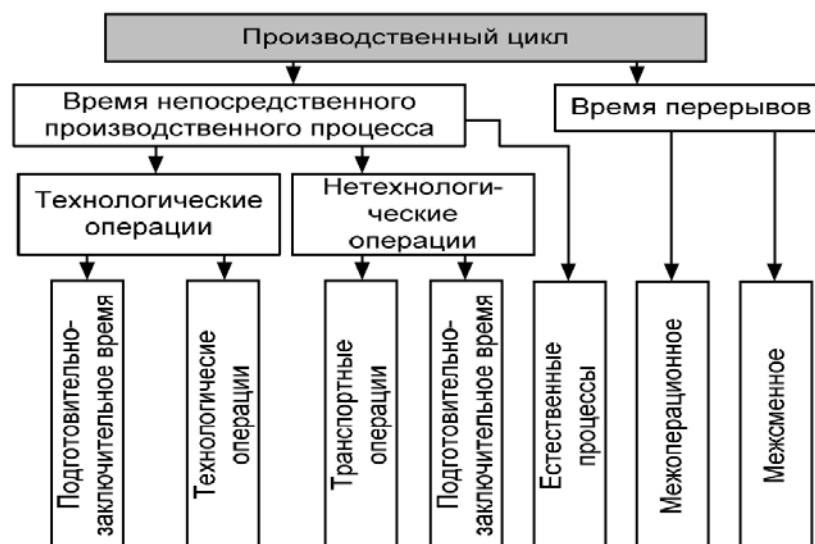 Производственный цикл
Время непосредственного
производственного процесса
Время перерывов
Технологические
операции
Нетехнологи-
ческие
операции
Подготовительно-
заключительное время
Технологичесие
операции
Транспортные
операции
Подготовительно-
заключительное время
Естественные
процессы
Межоперационное
Межсменное